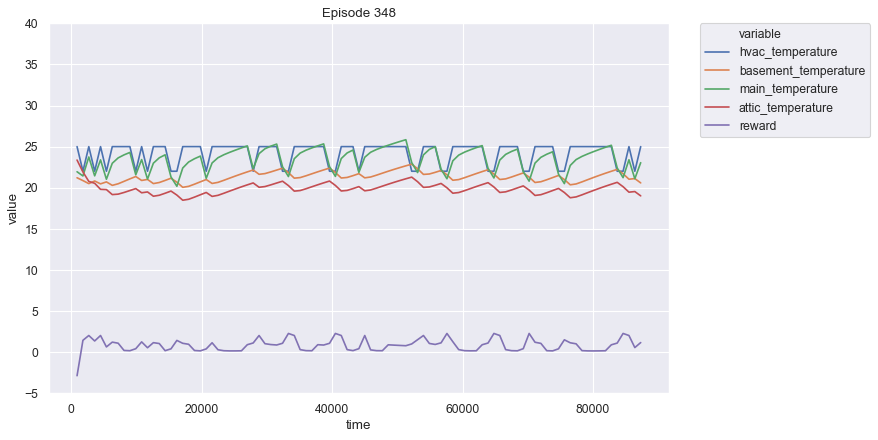 Episode 348
40
35
30
25
20
15
10
5
0
−5
value
0
20000
40000
60000
80000
time
variable
hvac_temperature
basement_temperature
main_temperature
attic_temperature
reward